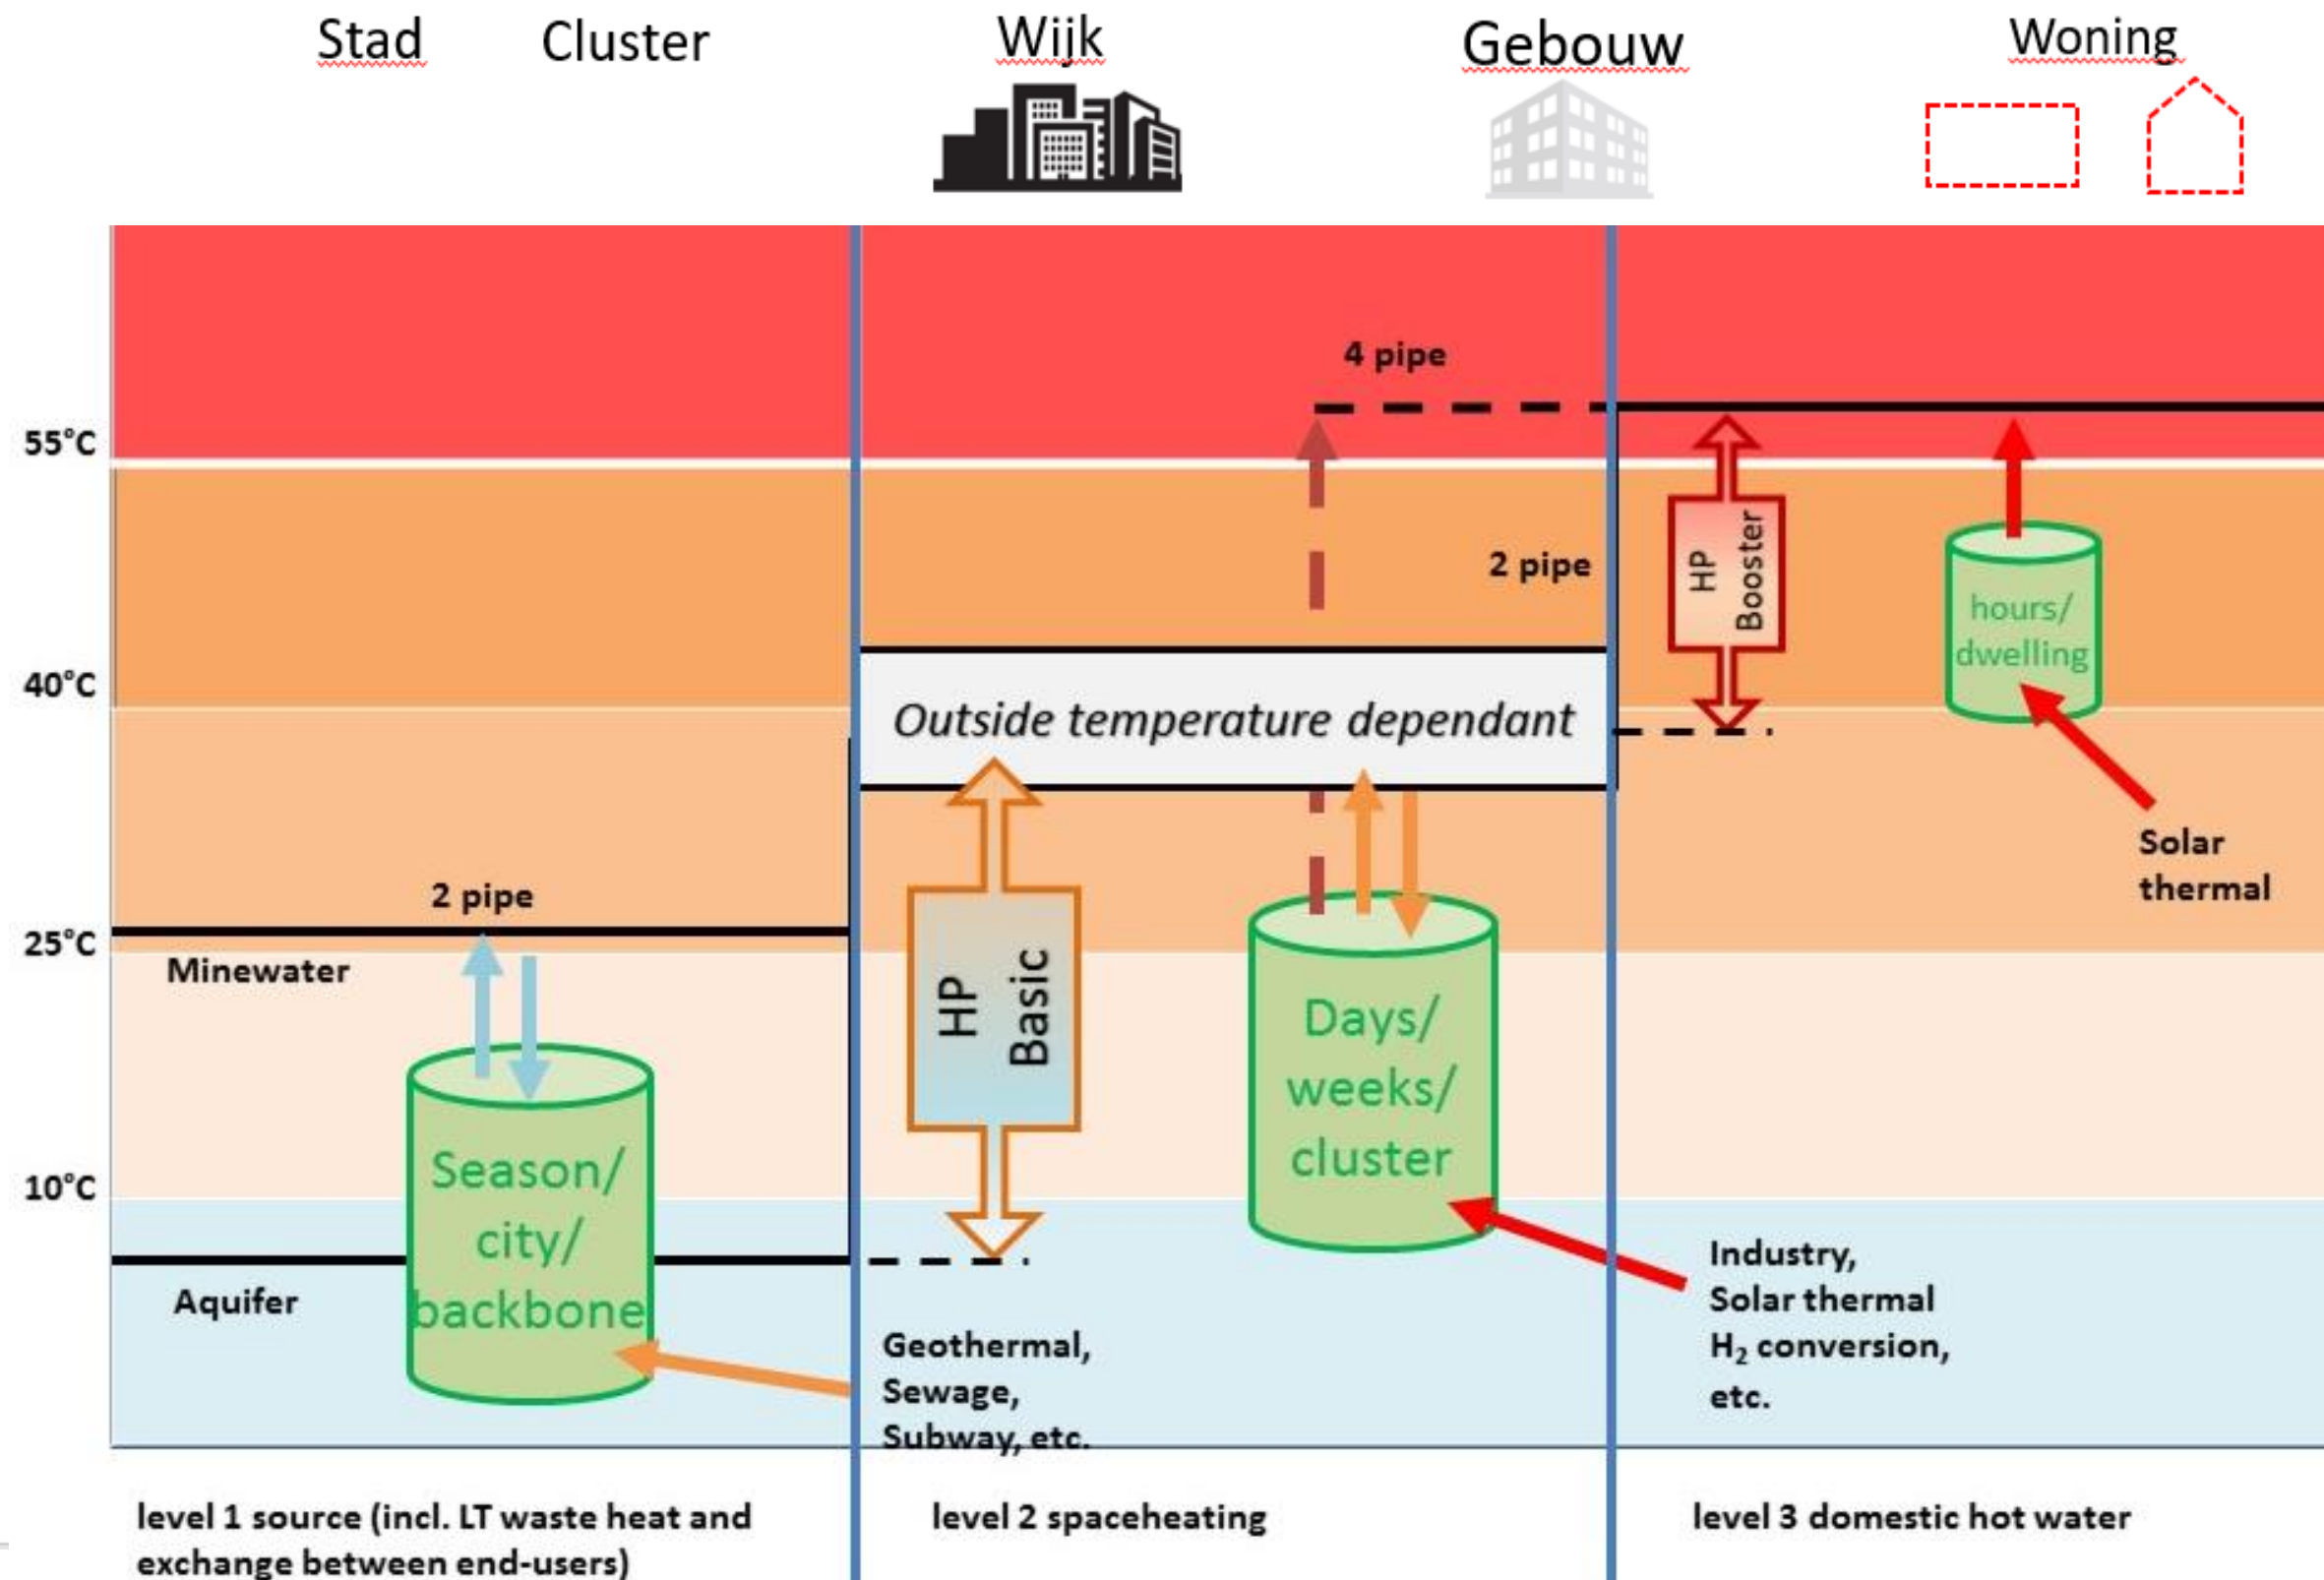 Stad
Cluster
Wijk
Gebouw
Woning
55°C
40°C
25°C
10°C
2 pipe
Minewater
Aquifer
Season/
city/
backbone
HP
Basic
Geothermal,
Sewage,
Subway, etc.
4 pipe
2 pipe
Outside temperature dependant
Days/
weeks/
cluster
HP
Booster
hours/
dwelling
Solar
thermal
Industry,
Solar thermal
H₂ conversion,
etc.
level 1 source (incl. LT waste heat and
exchange between end-users)
level 2 spaceheating
level 3 domestic hot water